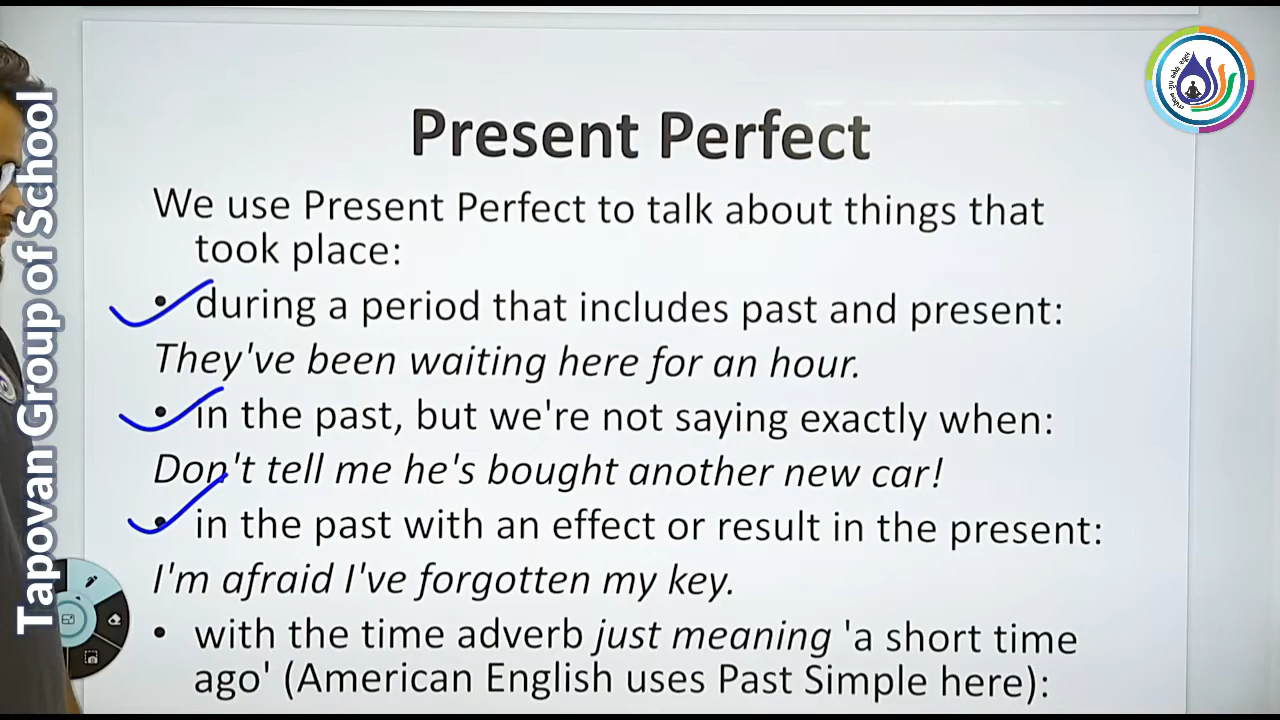 Present Perfect
We use Present Perfect to talk about things that
took place:
• during a period that includes past and present:
They've been waiting here for an hour.
• in the past, but we're not saying exactly when:
Don't tell me he's bought another new car!
• in the past with an effect or result in the present:
I'm afraid I've forgotten my key.
• with the time adverb just meaning 'a short time
ago' (American English uses Past Simple here):
Tapovan Group of School